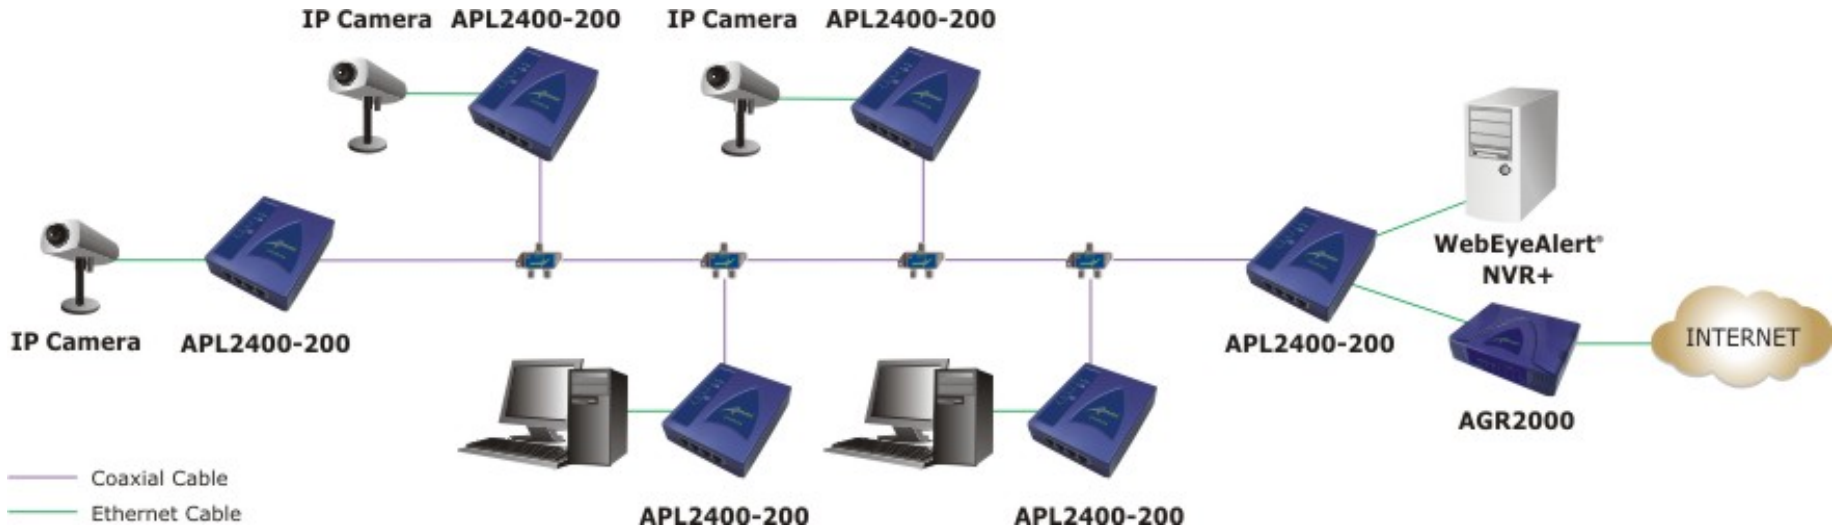 IP Camera
APL2400-200
IP Camera
APL2400-200
WebEyeAlert®
NVR+
IP Camera
APL2400-200
APL2400-200
INTERNET
AGR2000
Coaxial Cable
Ethernet Cable
APL2400-200
APL2400-200